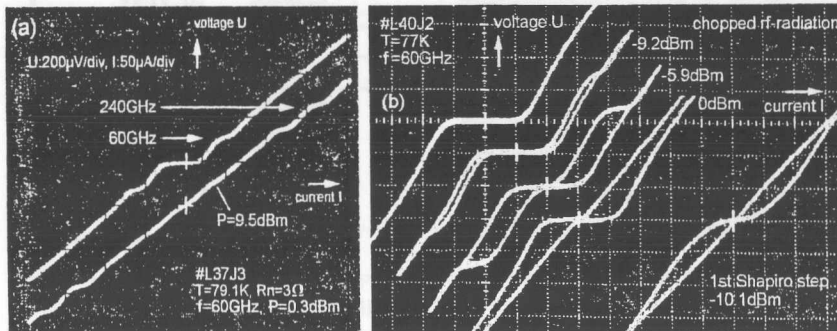 (a)
voltage U
U:200µV/div, I:50µA/div
240GHz
60GHz
current I
P=9.5dBm
#L37J3
T=79.1K, Rn=3Ω
f=60GHz, P=0.3dBm
#L40J2
T=77K
f=60GHz
voltage U
chopped rf-radiation
-9.2dBm
-5.9dBm
0dBm
(b)
current I
1st Shapiro step
-10.1dBm